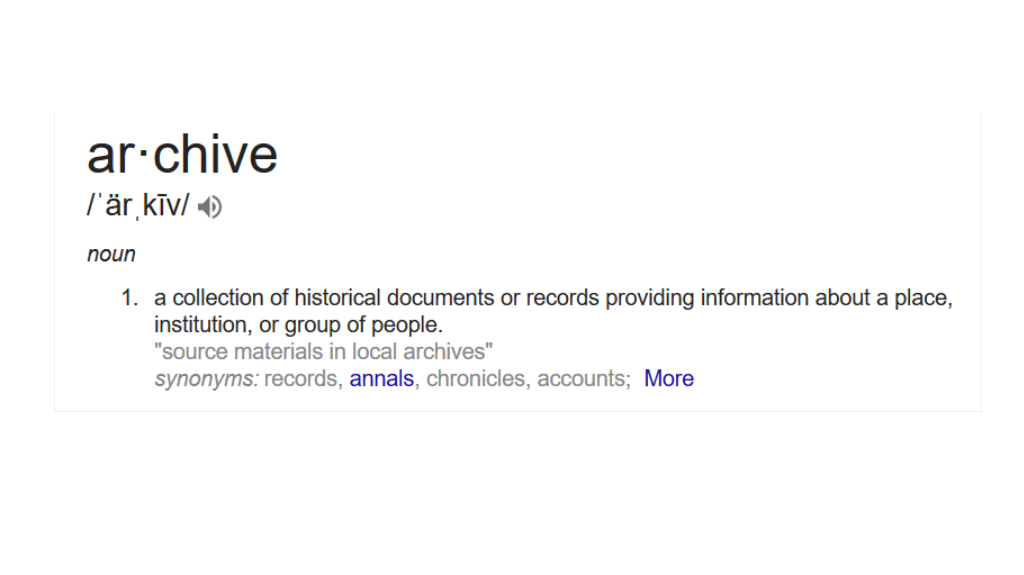 ar·chive
/ˈärˌkīv/
noun
1. a collection of historical documents or records providing information about a place,
institution, or group of people.
"source materials in local archives"
synonyms: records, annals, chronicles, accounts; More